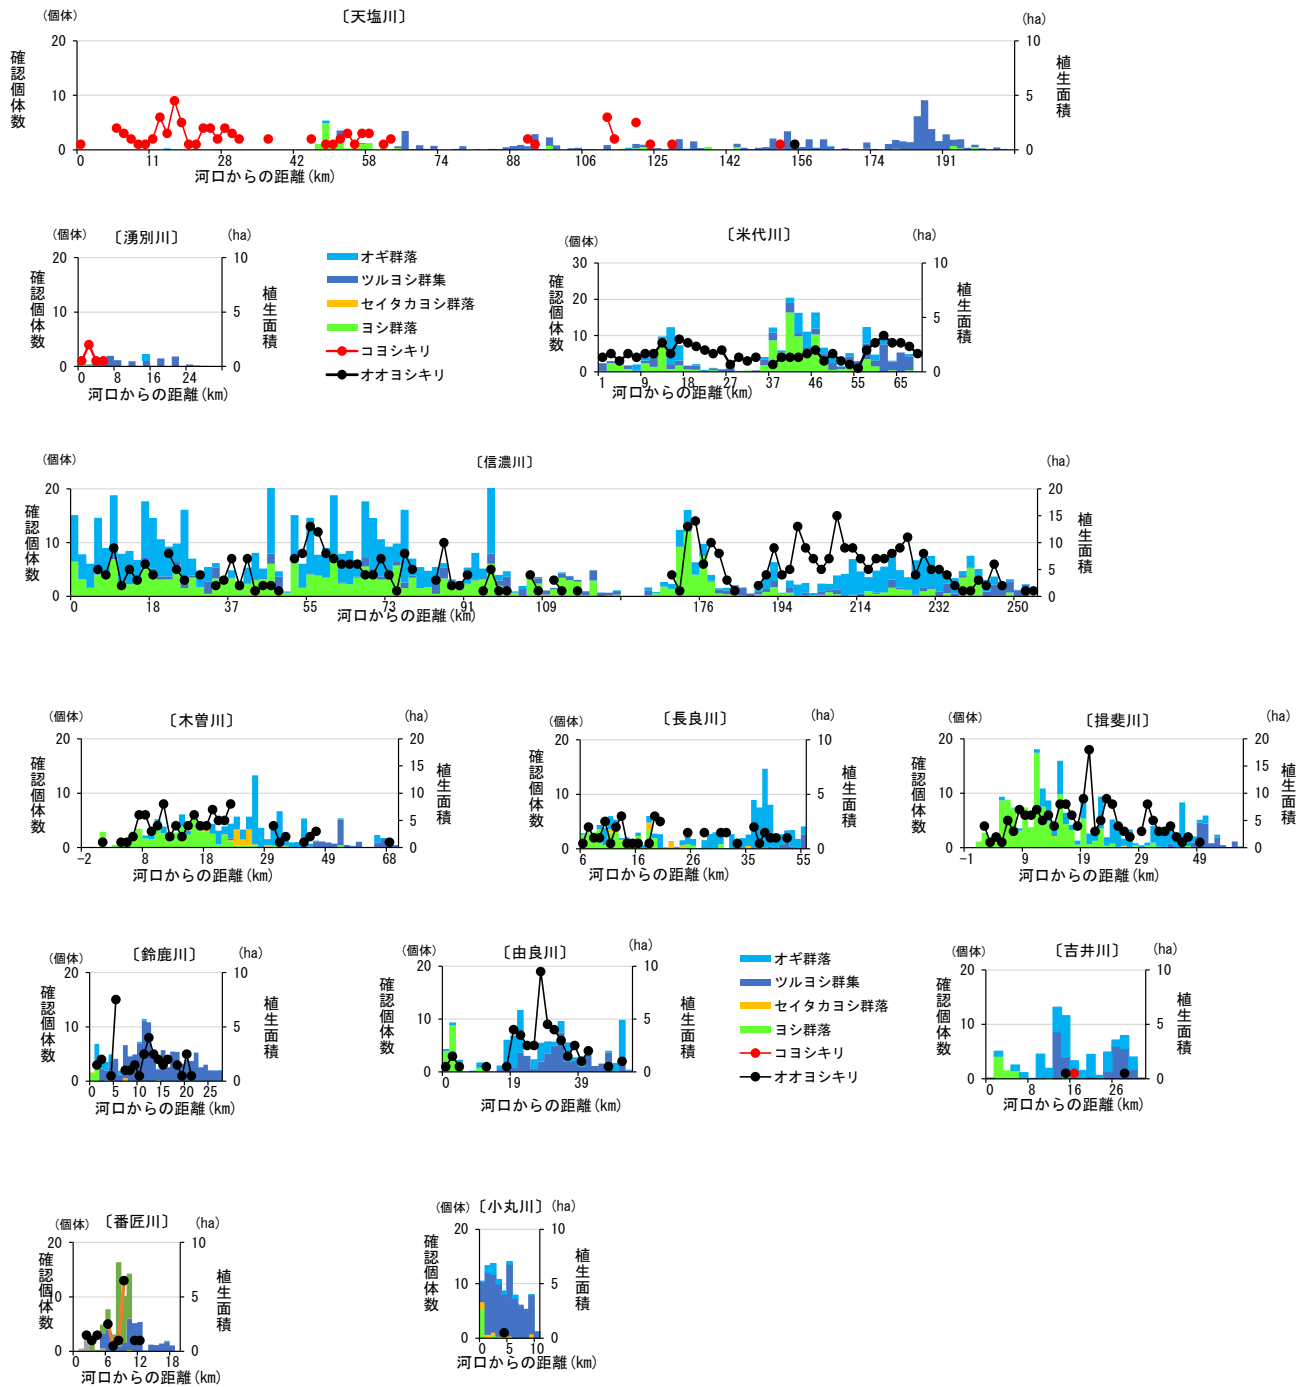 (個体) 〔天塩川〕 (ha)
確認個体数
20
10
0
10
5
0
植生面積
0 11 28 42 58 74 88 106 125 142 156 174 191
河口からの距離(km)
(個体) 〔湧別川〕 (ha)
確認個体数
20
10
0
10
5
0
植生面積
0 8 16 24
河口からの距離(km)
オギ群落
ツルヨシ群集
セイタカヨシ群落
ヨシ群落
コヨシキリ
オオヨシキリ
(個体) 〔米代川〕 (ha)
確認個体数
30
20
10
0
10
5
0
植生面積
1 9 18 27 37 46 55 65
河口からの距離(km)
(個体) 〔信濃川〕 (ha)
確認個体数
20
10
0
20
15
10
5
0
植生面積
0 18 37 55 73 91 109 176 194 214 232 250
河口からの距離(km)
(個体) 〔木曽川〕 (ha)
確認個体数
20
10
0
20
15
10
5
0
植生面積
-2 8 18 29 49 68
河口からの距離(km)
(個体) 〔長良川〕 (ha)
確認個体数
20
10
0
10
5
0
植生面積
6 16 26 35 55
河口からの距離(km)
(個体) 〔揖斐川〕 (ha)
確認個体数
20
10
0
20
15
10
5
0
植生面積
-1 9 19 29 49
河口からの距離(km)
(個体) 〔鈴鹿川〕 (ha)
確認個体数
20
10
0
10
5
0
植生面積
0 5 10 15 20 25
河口からの距離(km)
(個体) 〔由良川〕 (ha)
確認個体数
20
10
0
10
5
0
植生面積
0 19 39
河口からの距離(km)
オギ群落
ツルヨシ群集
セイタカヨシ群落
ヨシ群落
コヨシキリ
オオヨシキリ
(個体) 〔吉井川〕 (ha)
確認個体数
20
10
0
10
5
0
植生面積
0 8 16 26
河口からの距離(km)
(個体) 〔番匠川〕 (ha)
確認個体数
20
10
0
10
5
0
植生面積
0 6 12 18
河口からの距離(km)
(個体) 〔小丸川〕 (ha)
確認個体数
20
10
0
10
5
0
植生面積
0 5 10
河口からの距離(km)